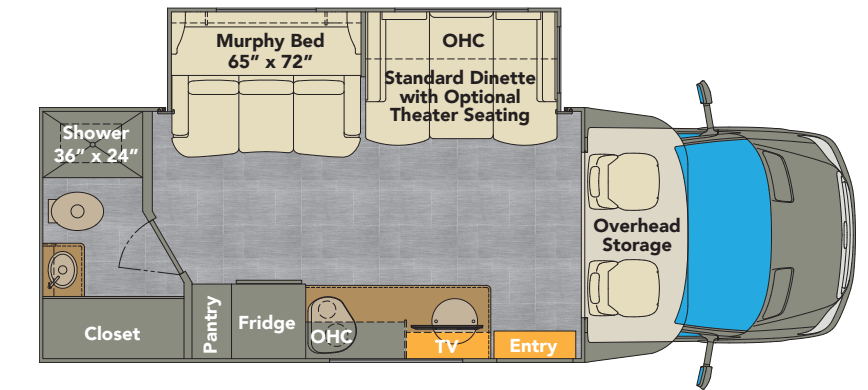 Murphy Bed
65” x 72”
OHC
Standard Dinette
with Optional
Theater Seating
Shower
36” x 24”
Overhead
Storage
Closet
Pantry
Fridge
OHC
TV
Entry